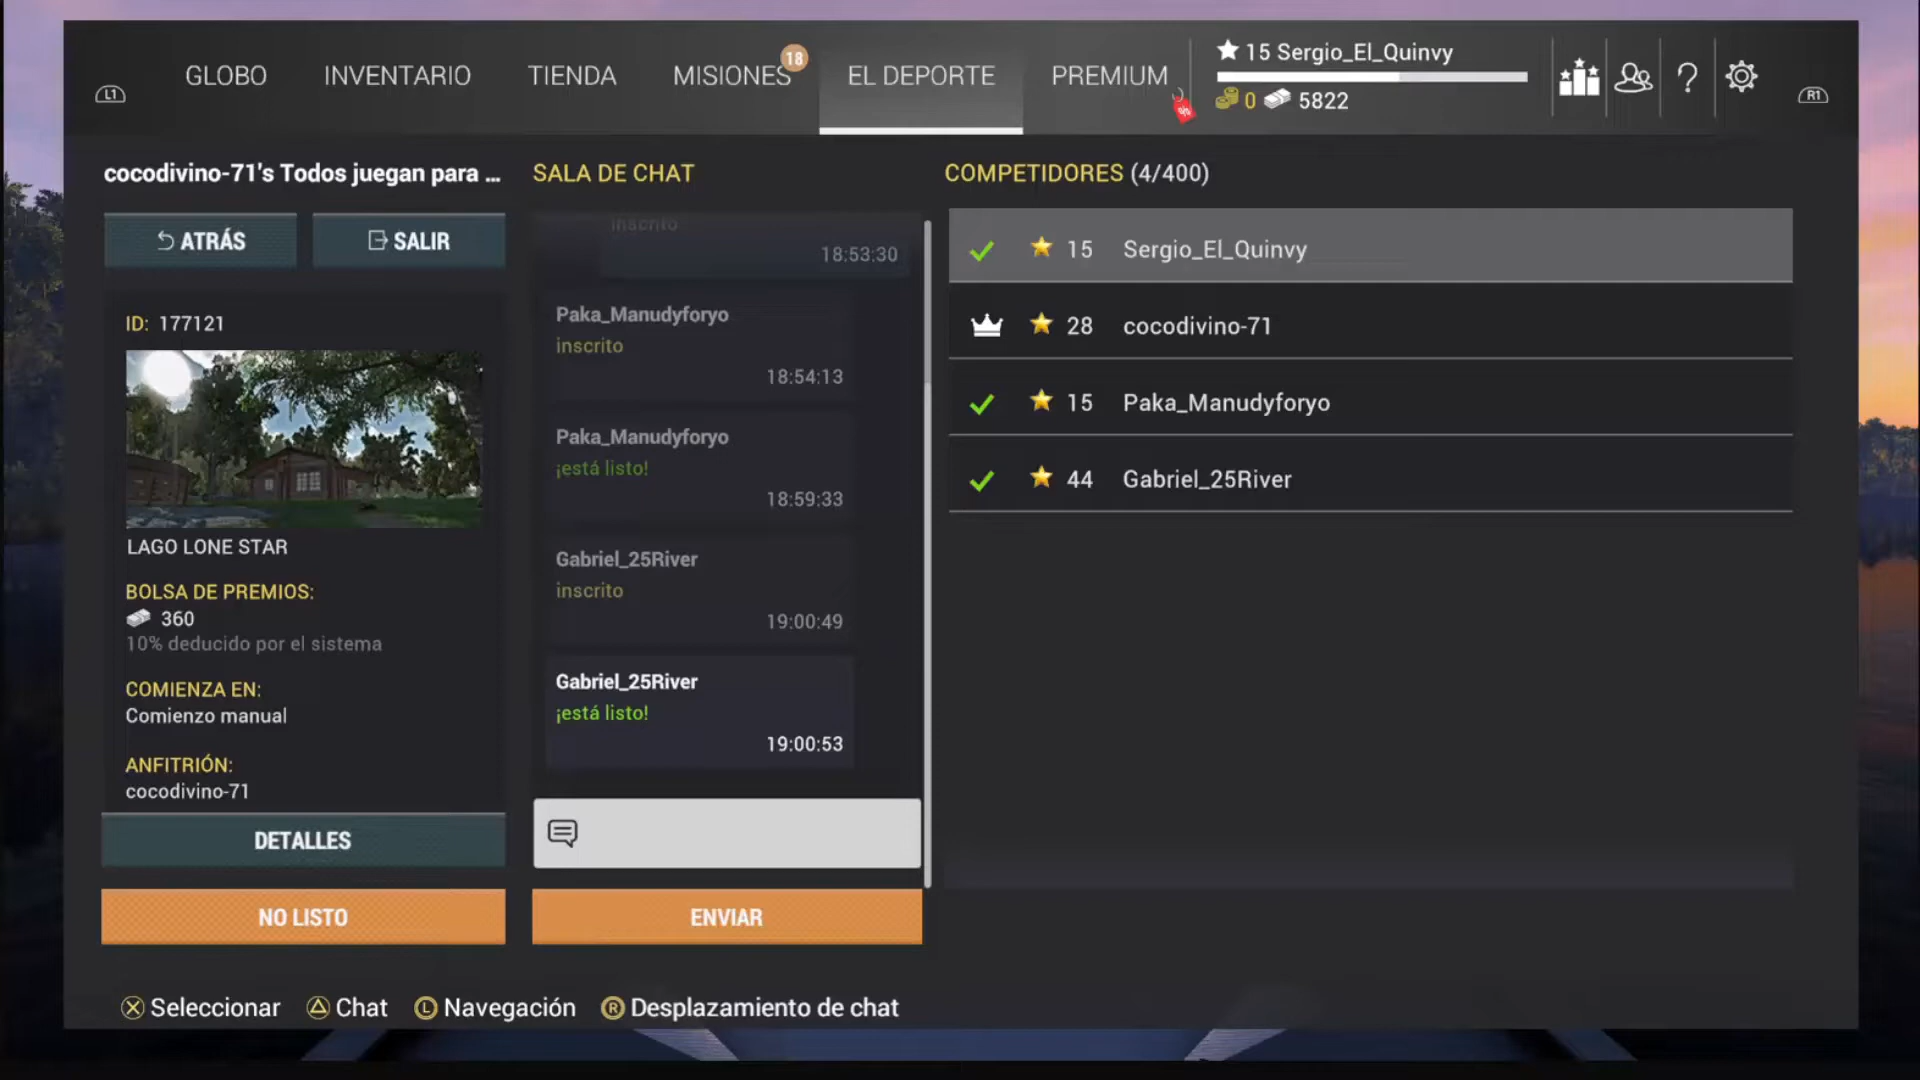 L1
GLOBO
INVENTARIO
TIENDA
MISIONES
18
EL DEPORTE
PREMIUM
15 Sergio_El_Quinvy
0 5822
?
R1
cocodivino-71's Todos juegan para ...
ATRÁS
SALIR
ID: 177121
LAGO LONE STAR
BOLSA DE PREMIOS:
360
10% deducido por el sistema
COMIENZA EN:
Comienzo manual
ANFITRIÓN:
cocodivino-71
DETALLES
NO LISTO
SALA DE CHAT
inscrito
18:53:30
Paka_Manudyforyo
inscrito
18:54:13
Paka_Manudyforyo
¡está listo!
18:59:33
Gabriel_25River
inscrito
19:00:49
Gabriel_25River
¡está listo!
19:00:53
ENVIAR
COMPETIDORES (4/400)
15 Sergio_El_Quinvy
28 cocodivino-71
15 Paka_Manudyforyo
44 Gabriel_25River
Seleccionar
Chat
L Navegación
R Desplazamiento de chat